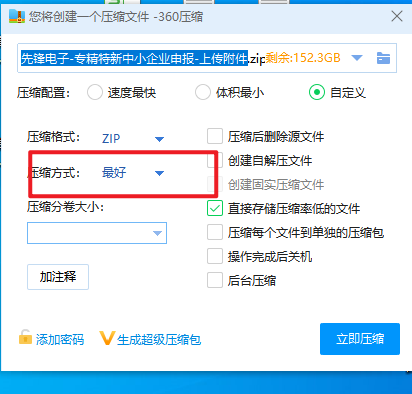 您将创建一个压缩文件 -360压缩
先锋电子-专精特新中小企业申报-上传附件.zip 剩余:152.3GB
压缩配置： 速度最快 体积最小 自定义
压缩格式： ZIP
压缩后删除源文件
压缩方式： 最好
创建自解压文件
创建固实压缩文件
压缩分卷大小：
直接存储压缩率低的文件
压缩每个文件到单独的压缩包
操作完成后关机
加注释
后台压缩
添加密码 生成超级压缩包 立即压缩